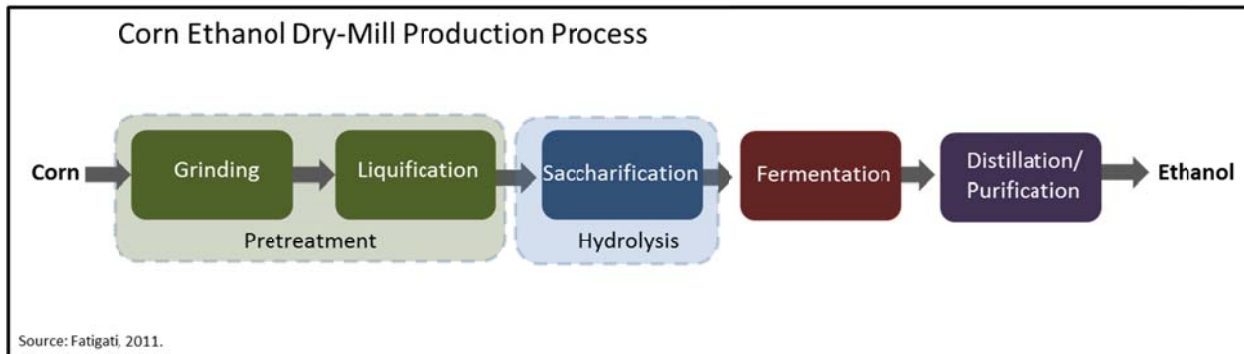 Corn Ethanol Dry-Mill Production Process
Corn
Grinding
Liquification
Pretreatment
Saccharification
Hydrolysis
Fermentation
Distillation/
Purification
Ethanol
Source: Fatigati, 2011.